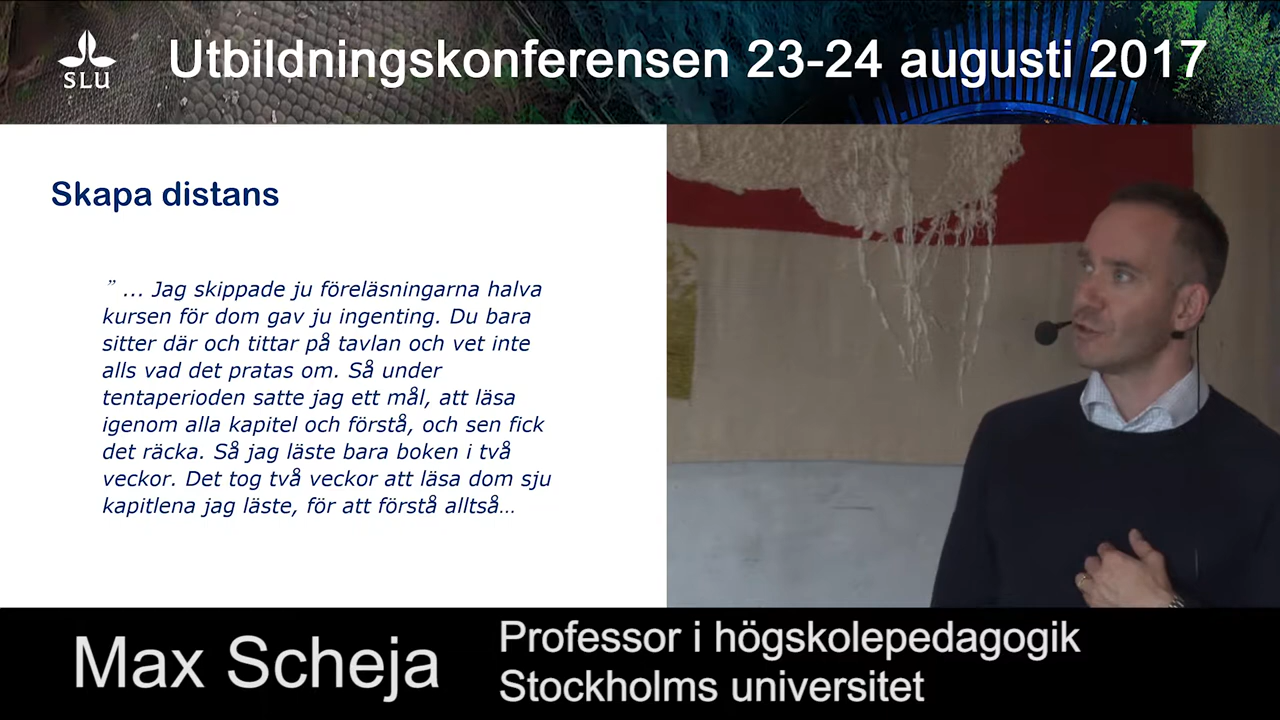 SLU
Utbildningskonferensen 23-24 augusti 2017
Skapa distans
” ... Jag skippade ju föreläsningarna halva
kursen för dom gav ju ingenting. Du bara
sitter där och tittar på tavlan och vet inte
alls vad det pratas om. Så under
tentaperioden satte jag ett mål, att läsa
igenom alla kapitel och förstå, och sen fick
det räcka. Så jag läste bara boken i två
veckor. Det tog två veckor att läsa dom sju
kapitlena jag läste, för att förstå alltså…
Max Scheja
Professor i högskolepedagogik
Stockholms universitet